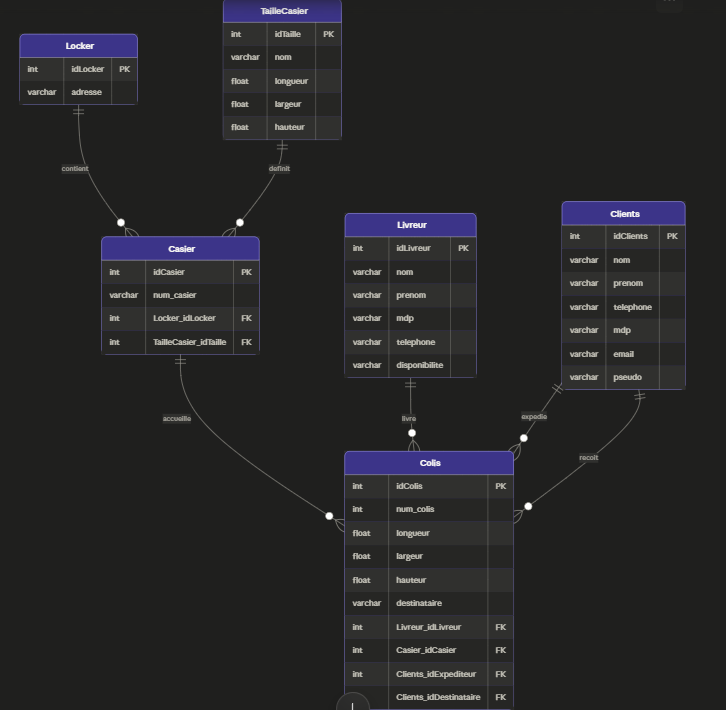 TailleCasier
int idTaille PK
varchar nom
float longueur
float largeur
float hauteur
Locker
int idLocker PK
varchar adresse
contient
definit
Casier
int idCasier PK
varchar num_casier
int Locker_idLocker FK
int TailleCasier_idTaille FK
Livreur
int idLivreur PK
varchar nom
varchar prenom
varchar mdp
varchar telephone
varchar disponibilite
Clients
int idClients PK
varchar nom
varchar prenom
varchar telephone
varchar mdp
varchar email
varchar pseudo
accueille
livre
expedie
recoit
Colis
int idColis PK
int num_colis
float longueur
float largeur
float hauteur
varchar destinataire
int Livreur_idLivreur FK
int Casier_idCasier FK
int Clients_idExpediteur FK
Clients_idDestinataire FK